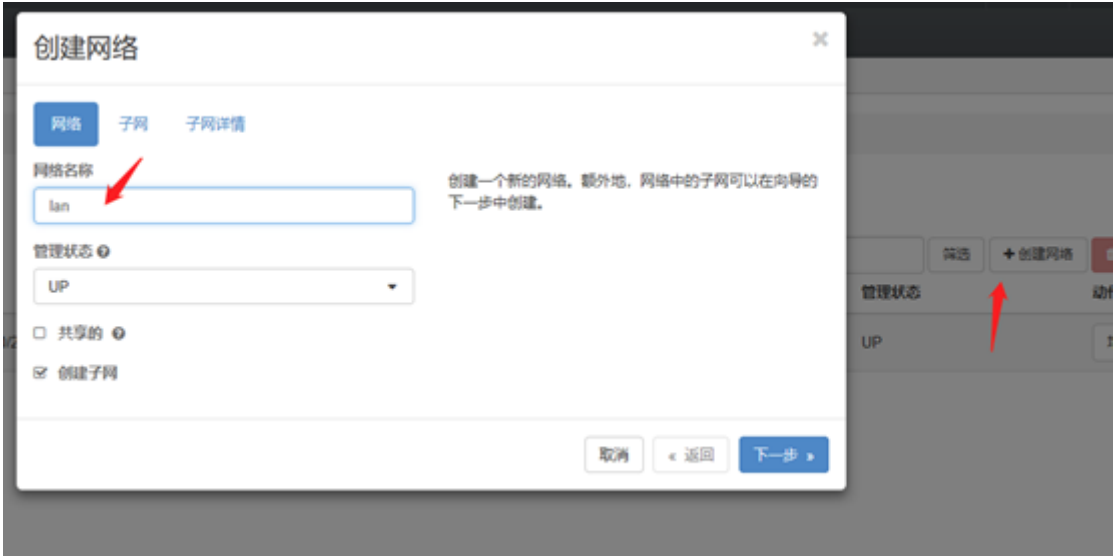 创建网络
×
网络 子网 子网详情
网络名称
lan
创建一个新的网络。额外地，网络中的子网可以在向导的
下一步中创建。
管理状态
UP
共享的
创建子网
取消 « 返回 下一步 »
筛选 +创建网络
管理状态
UP